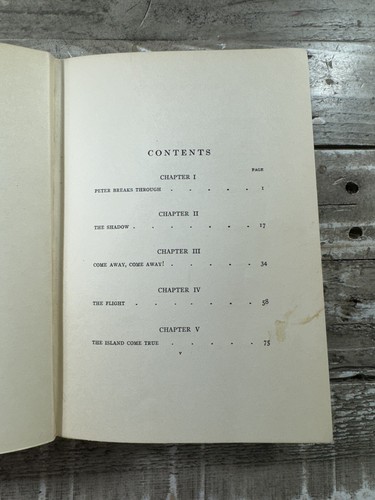 CONTENTS
PAGE
CHAPTER I
PETER BREAKS THROUGH . . . . . 1
CHAPTER II
THE SHADOW . . . . . . . 17
CHAPTER III
COME AWAY, COME AWAY! . . . . . 34
CHAPTER IV
THE FLIGHT . . . . . . . 58
CHAPTER V
THE ISLAND COME TRUE . . . . . 75
v